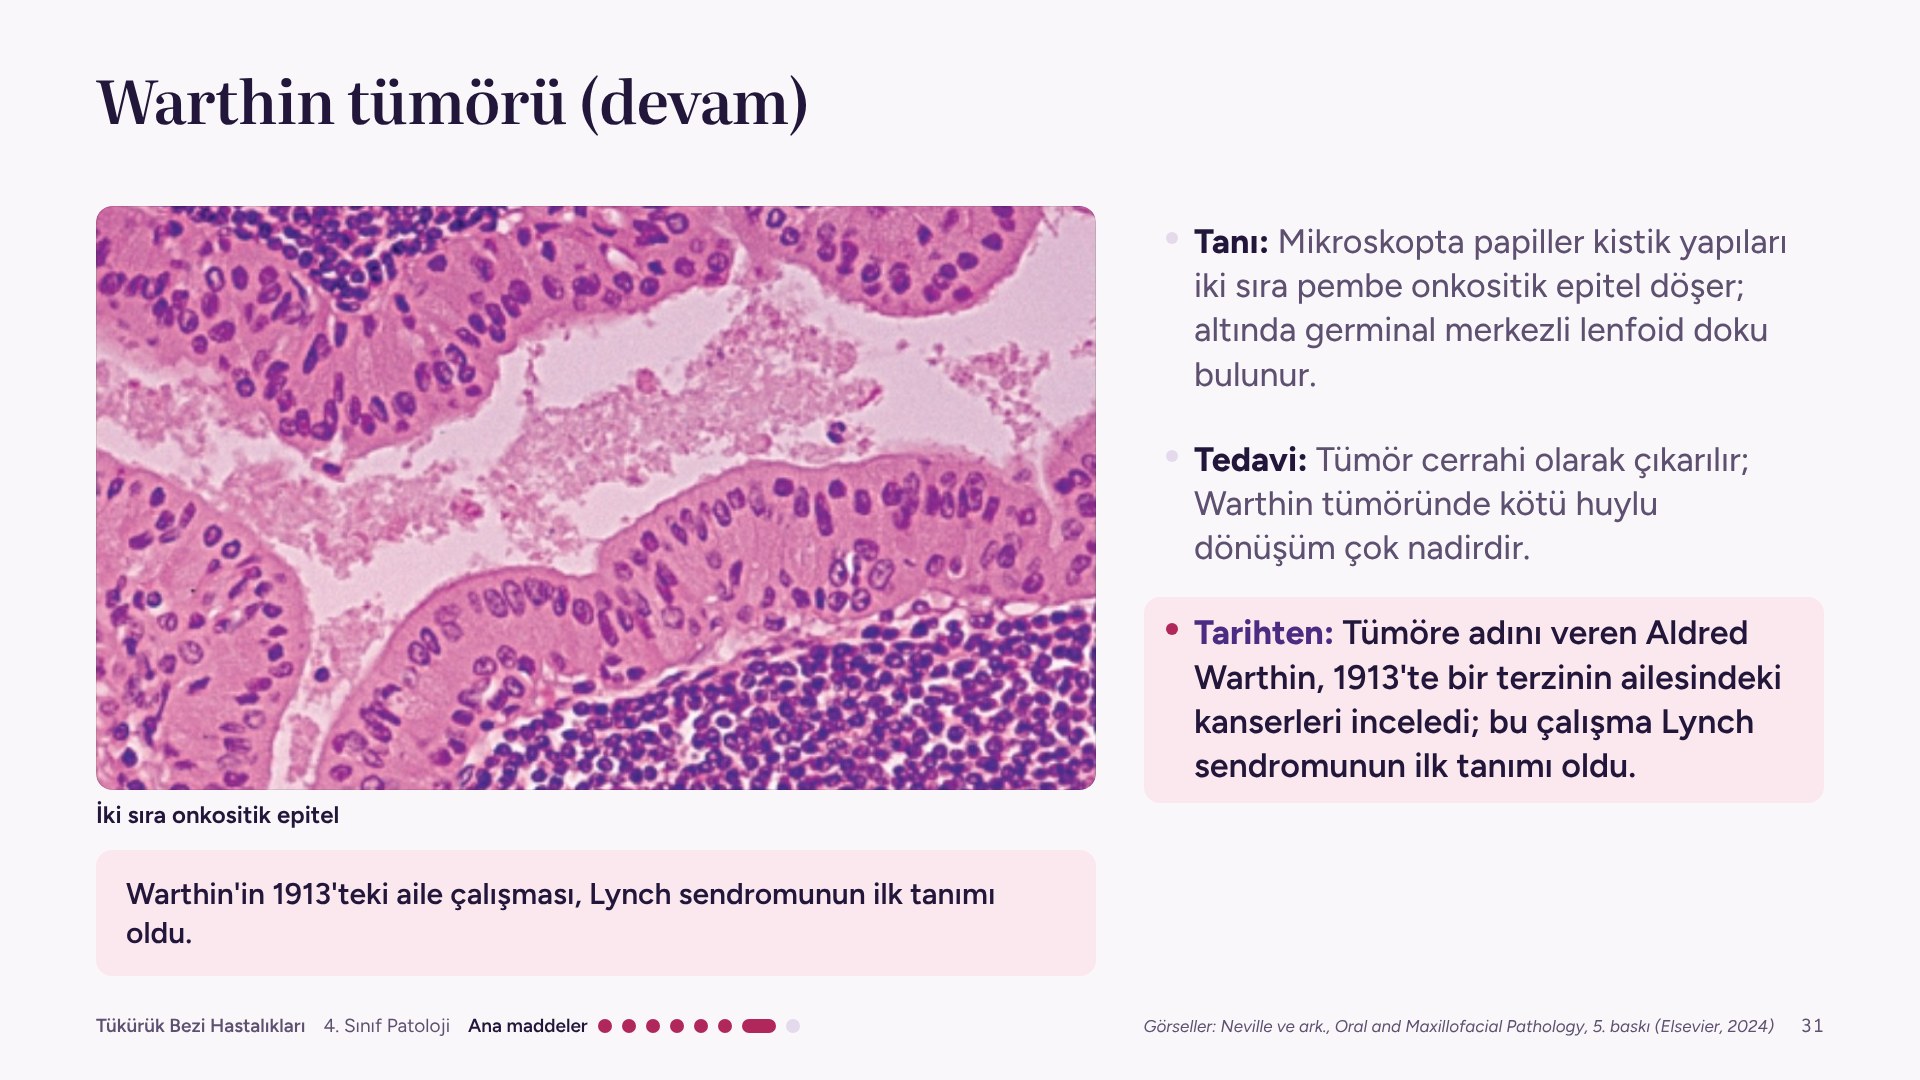 Warthin tümörü (devam)
Tanı: Mikroskopta papiller kistik yapıları
iki sıra pembe onkositik epitel döşer;
altında germinal merkezli lenfoid doku
bulunur.
Tedavi: Tümör cerrahi olarak çıkarılır;
Warthin tümöründe kötü huylu
dönüşüm çok nadirdir.
Tarihten: Tümöre adını veren Aldred
Warthin, 1913'te bir terzinin ailesindeki
kanserleri inceledi; bu çalışma Lynch
sendromunun ilk tanımı oldu.
İki sıra onkositik epitel
Warthin'in 1913'teki aile çalışması, Lynch sendromunun ilk tanımı
oldu.
Tükürük Bezi Hastalıkları 4. Sınıf Patoloji Ana maddeler
Görseller: Neville ve ark., Oral and Maxillofacial Pathology, 5. baskı (Elsevier, 2024) 31